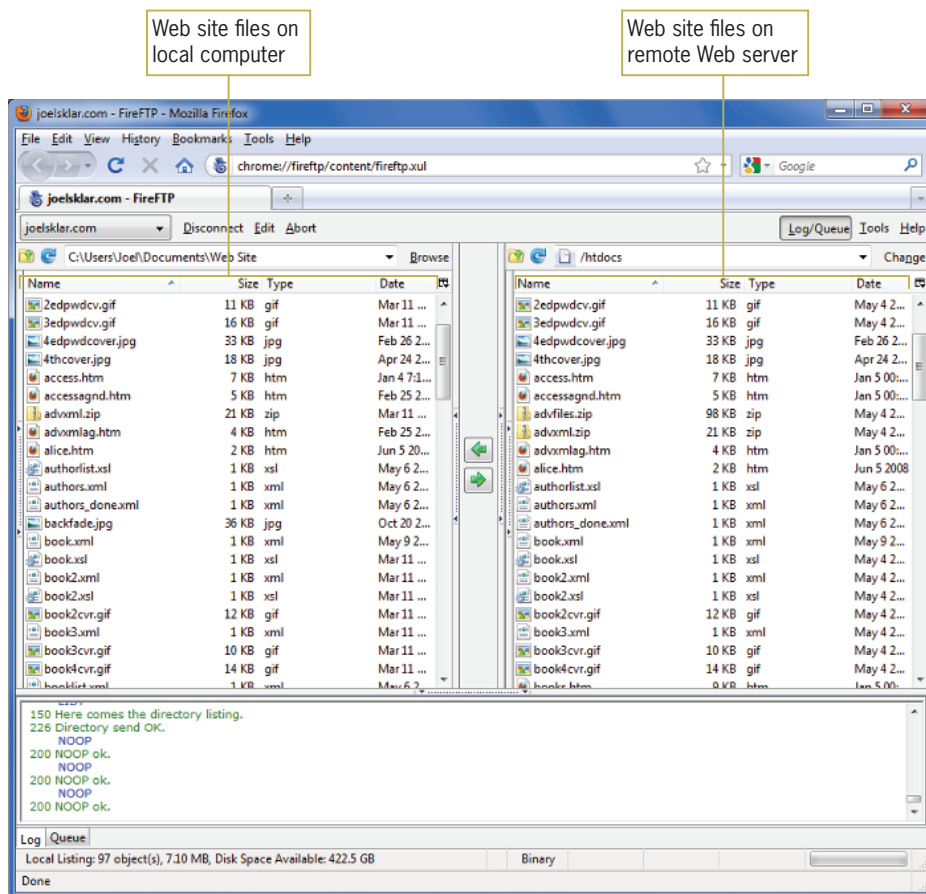 Web site files on
local computer
Web site files on
remote Web server
joelsklar.com - FireFTP - Mozilla Firefox
File Edit View History Bookmarks Tools Help
chrome://fireftp/content/fireftp.xul
Google
joelsklar.com - FireFTP
joelsklar.com Disconnect Edit Abort Log/Queue Tools Help
C:\Users\Joel\Documents\Web Site Browse
Name Size Type Date
2edpwdcv.gif 11 KB gif Mar 11 ...
3edpwdcv.gif 16 KB gif Mar 11 ...
4edpwdcover.jpg 33 KB jpg Feb 26 2...
4thcover.jpg 18 KB jpg Apr 24 2...
access.htm 7 KB htm Jan 4 7:1...
accessagnd.htm 5 KB htm Feb 25 2...
advxml.zip 21 KB zip Mar 11 ...
advxmlag.htm 4 KB htm Feb 25 2...
alice.htm 2 KB htm Jun 5 20...
authorlist.xsl 1 KB xsl May 6 2...
authors.xml 1 KB xml May 6 2...
authors_done.xml 1 KB xml May 6 2...
backfade.jpg 36 KB jpg Oct 20 2...
book.xml 1 KB xml May 9 2...
book.xsl 1 KB xsl Mar 11 ...
book2.xml 1 KB xml Mar 11 ...
book2.xsl 1 KB xsl Mar 11 ...
book2cvr.gif 12 KB gif Mar 11 ...
book3.xml 1 KB xml Mar 11 ...
book3cvr.gif 10 KB gif Mar 11 ...
book4cvr.gif 14 KB gif Mar 11 ...
booklist.xml 1 KB xml May 6 2...
/htdocs Change
Name Size Type Date
2edpwdcv.gif 11 KB gif May 4 2...
3edpwdcv.gif 16 KB gif May 4 2...
4edpwdcover.jpg 33 KB jpg Feb 26 2...
4thcover.jpg 18 KB jpg Apr 24 2...
access.htm 7 KB htm Jan 5 00:...
accessagnd.htm 5 KB htm Jan 5 00:...
advfiles.zip 98 KB zip May 4 2...
advxml.zip 21 KB zip May 4 2...
advxmlag.htm 4 KB htm Jan 5 00:...
alice.htm 2 KB htm Jun 5 2008
authorlist.xsl 1 KB xsl May 6 2...
authors.xml 1 KB xml May 6 2...
authors_done.xml 1 KB xml May 6 2...
book.xml 1 KB xml May 9 2...
book.xsl 1 KB xsl May 4 2...
book2.xml 1 KB xml May 4 2...
book2.xsl 1 KB xsl May 4 2...
book2cvr.gif 12 KB gif May 4 2...
book3.xml 1 KB xml May 4 2...
book3cvr.gif 10 KB gif May 4 2...
book4cvr.gif 14 KB gif May 4 2...
books.htm 9 KB htm Jan 5 00:...
LIST
150 Here comes the directory listing.
226 Directory send OK.
NOOP
200 NOOP ok.
NOOP
200 NOOP ok.
NOOP
200 NOOP ok.
Log Queue
Local Listing: 97 object(s), 7.10 MB, Disk Space Available: 422.5 GB Binary
Done